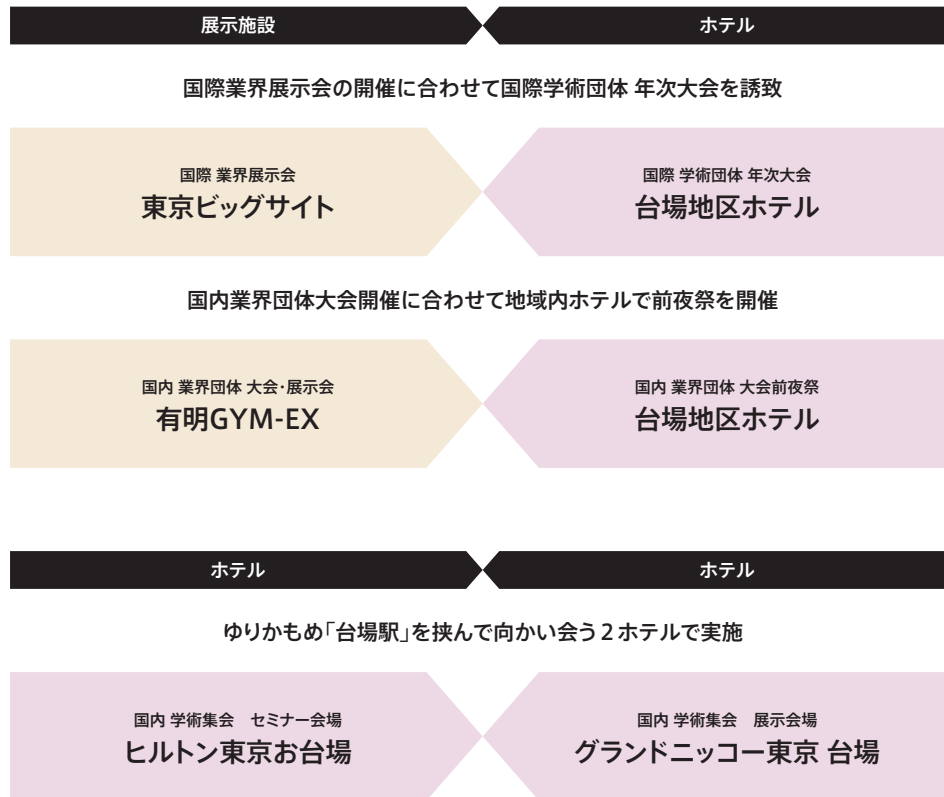 展示施設
ホテル
国際業界展示会の開催に合わせて国際学術団体 年次大会を誘致
国際 業界展示会
東京ビッグサイト
国際 学術団体 年次大会
台場地区ホテル
国内業界団体大会開催に合わせて地域内ホテルで前夜祭を開催
国内 業界団体 大会・展示会
有明GYM-EX
国内 業界団体 大会前夜祭
台場地区ホテル
ホテル
ホテル
ゆりかもめ「台場駅」を挟んで向かい会う2ホテルで実施
国内 学術集会　セミナー会場
ヒルトン東京お台場
国内 学術集会　展示会場
グランドニッコー東京 台場